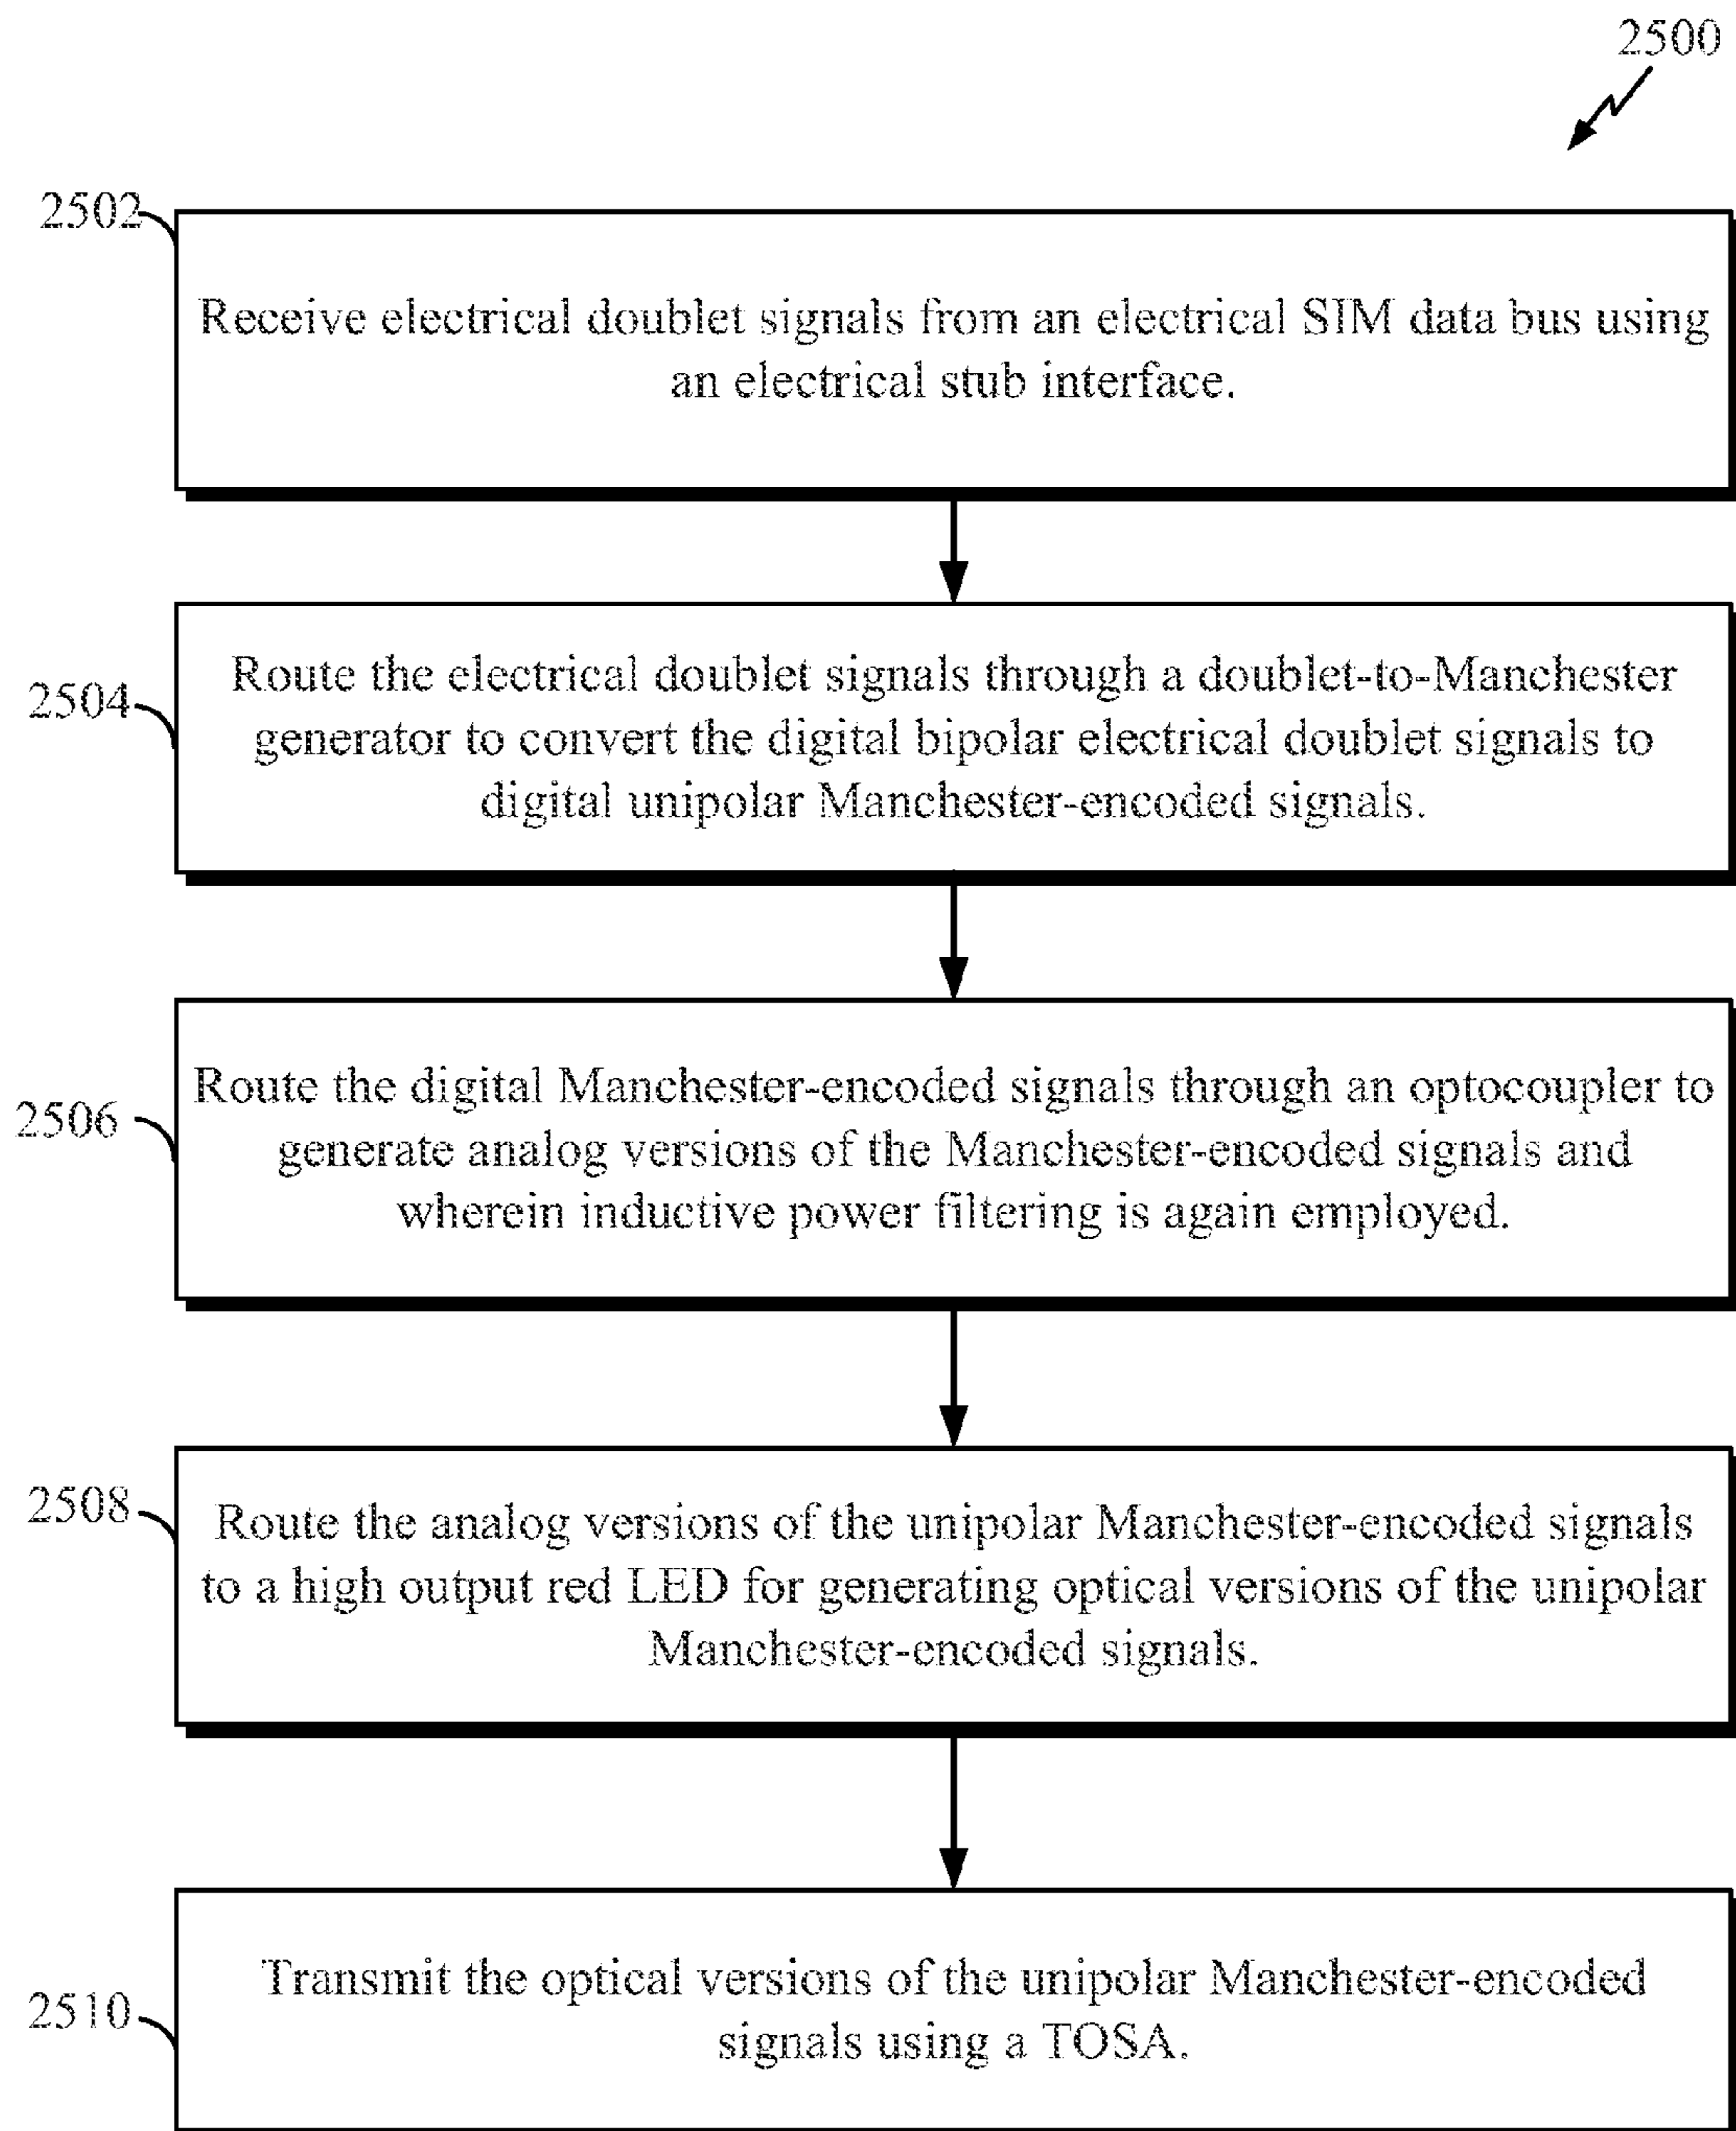 2500
2502
Receive electrical doublet signals from an electrical SIM data bus using
an electrical stub interface.
2504
Route the electrical doublet signals through a doublet-to-Manchester
generator to convert the digital bipolar electrical doublet signals to
digital unipolar Manchester-encoded signals.
2506
Route the digital Manchester-encoded signals through an optocoupler to
generate analog versions of the Manchester-encoded signals and
wherein inductive power filtering is again employed.
2508
Route the analog versions of the unipolar Manchester-encoded signals
to a high output red LED for generating optical versions of the unipolar
Manchester-encoded signals.
2510
Transmit the optical versions of the unipolar Manchester-encoded
signals using a TOSA.